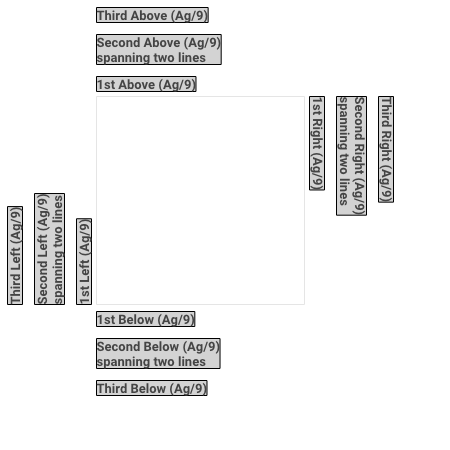 Third Above (Ag/9)
Second Above (Ag/9)
spanning two lines
1st Above (Ag/9)
Third Left (Ag/9)
Second Left (Ag/9)
spanning two lines
1st Left (Ag/9)
1st Right (Ag/9)
Second Right (Ag/9)
spanning two lines
Third Right (Ag/9)
1st Below (Ag/9)
Second Below (Ag/9)
spanning two lines
Third Below (Ag/9)